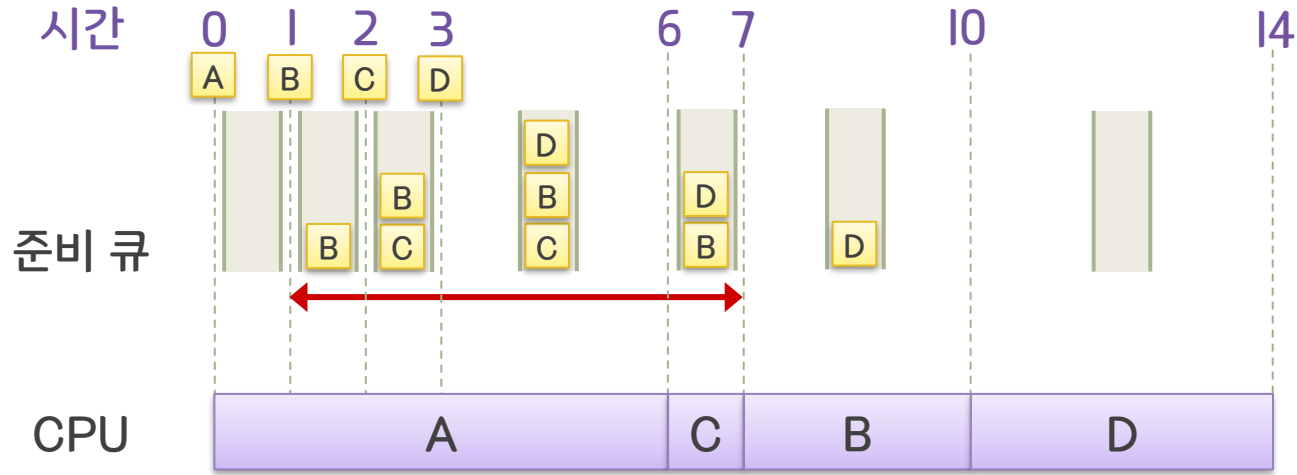 시간 0 1 2 3 6 7 10 14
A B C D
D
B B D D
준비 큐 B C C B D
CPU A C B D